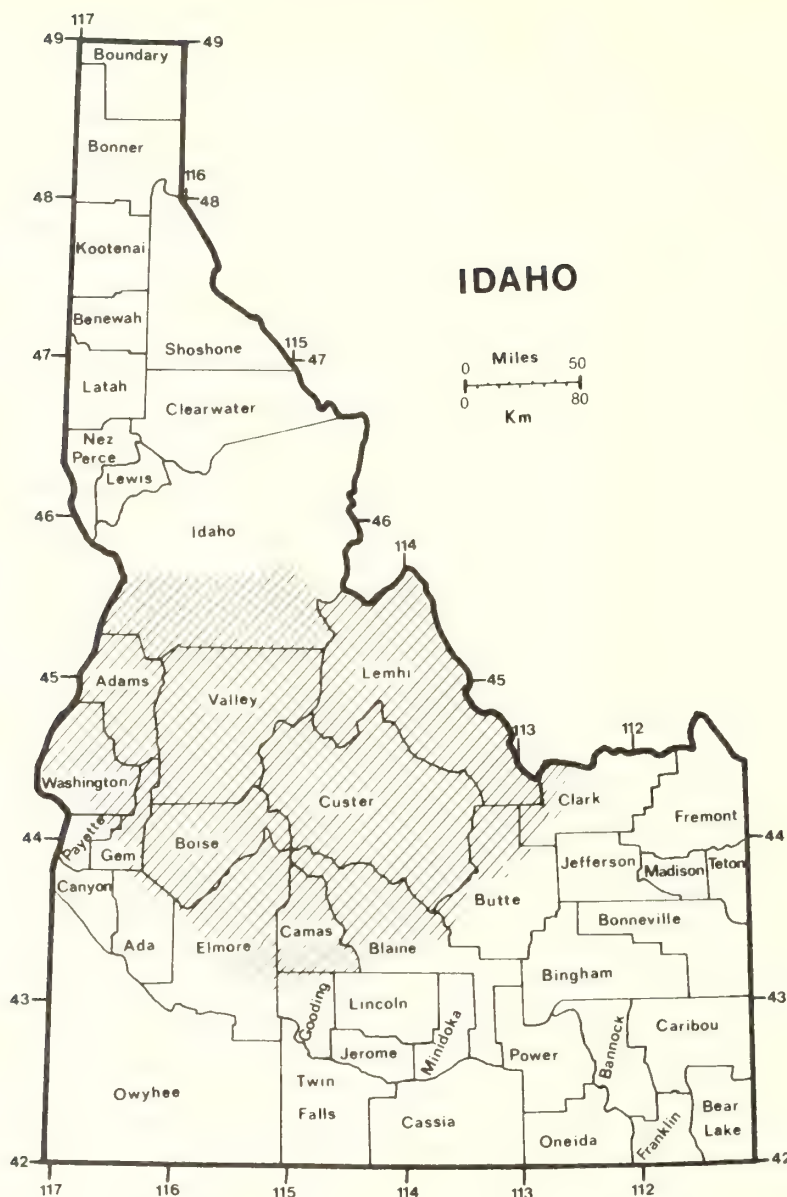 117
49
49
Boundary
Bonner
116
48
48
Kootenai
IDAHO
Benewah
115
47
47
Shoshone
Miles
0
50
0
80
Km
Latah
Clearwater
Nez
Perce
Lewis
46
46
Idaho
114
45
Adams
Valley
Lemhi
45
113
112
Washington
Custer
Clark
Fremont
44
44
Payette
Gem
Boise
Jefferson
Madison
Teton
Canyon
Butte
Bonneville
Ada
Elmore
Camas
Blaine
Bingham
43
43
Gooding
Lincoln
Minidoka
Jerome
Power
Bannock
Caribou
Owyhee
Twin
Falls
Cassia
Oneida
Franklin
Bear
Lake
42
42
117
116
115
114
113
112